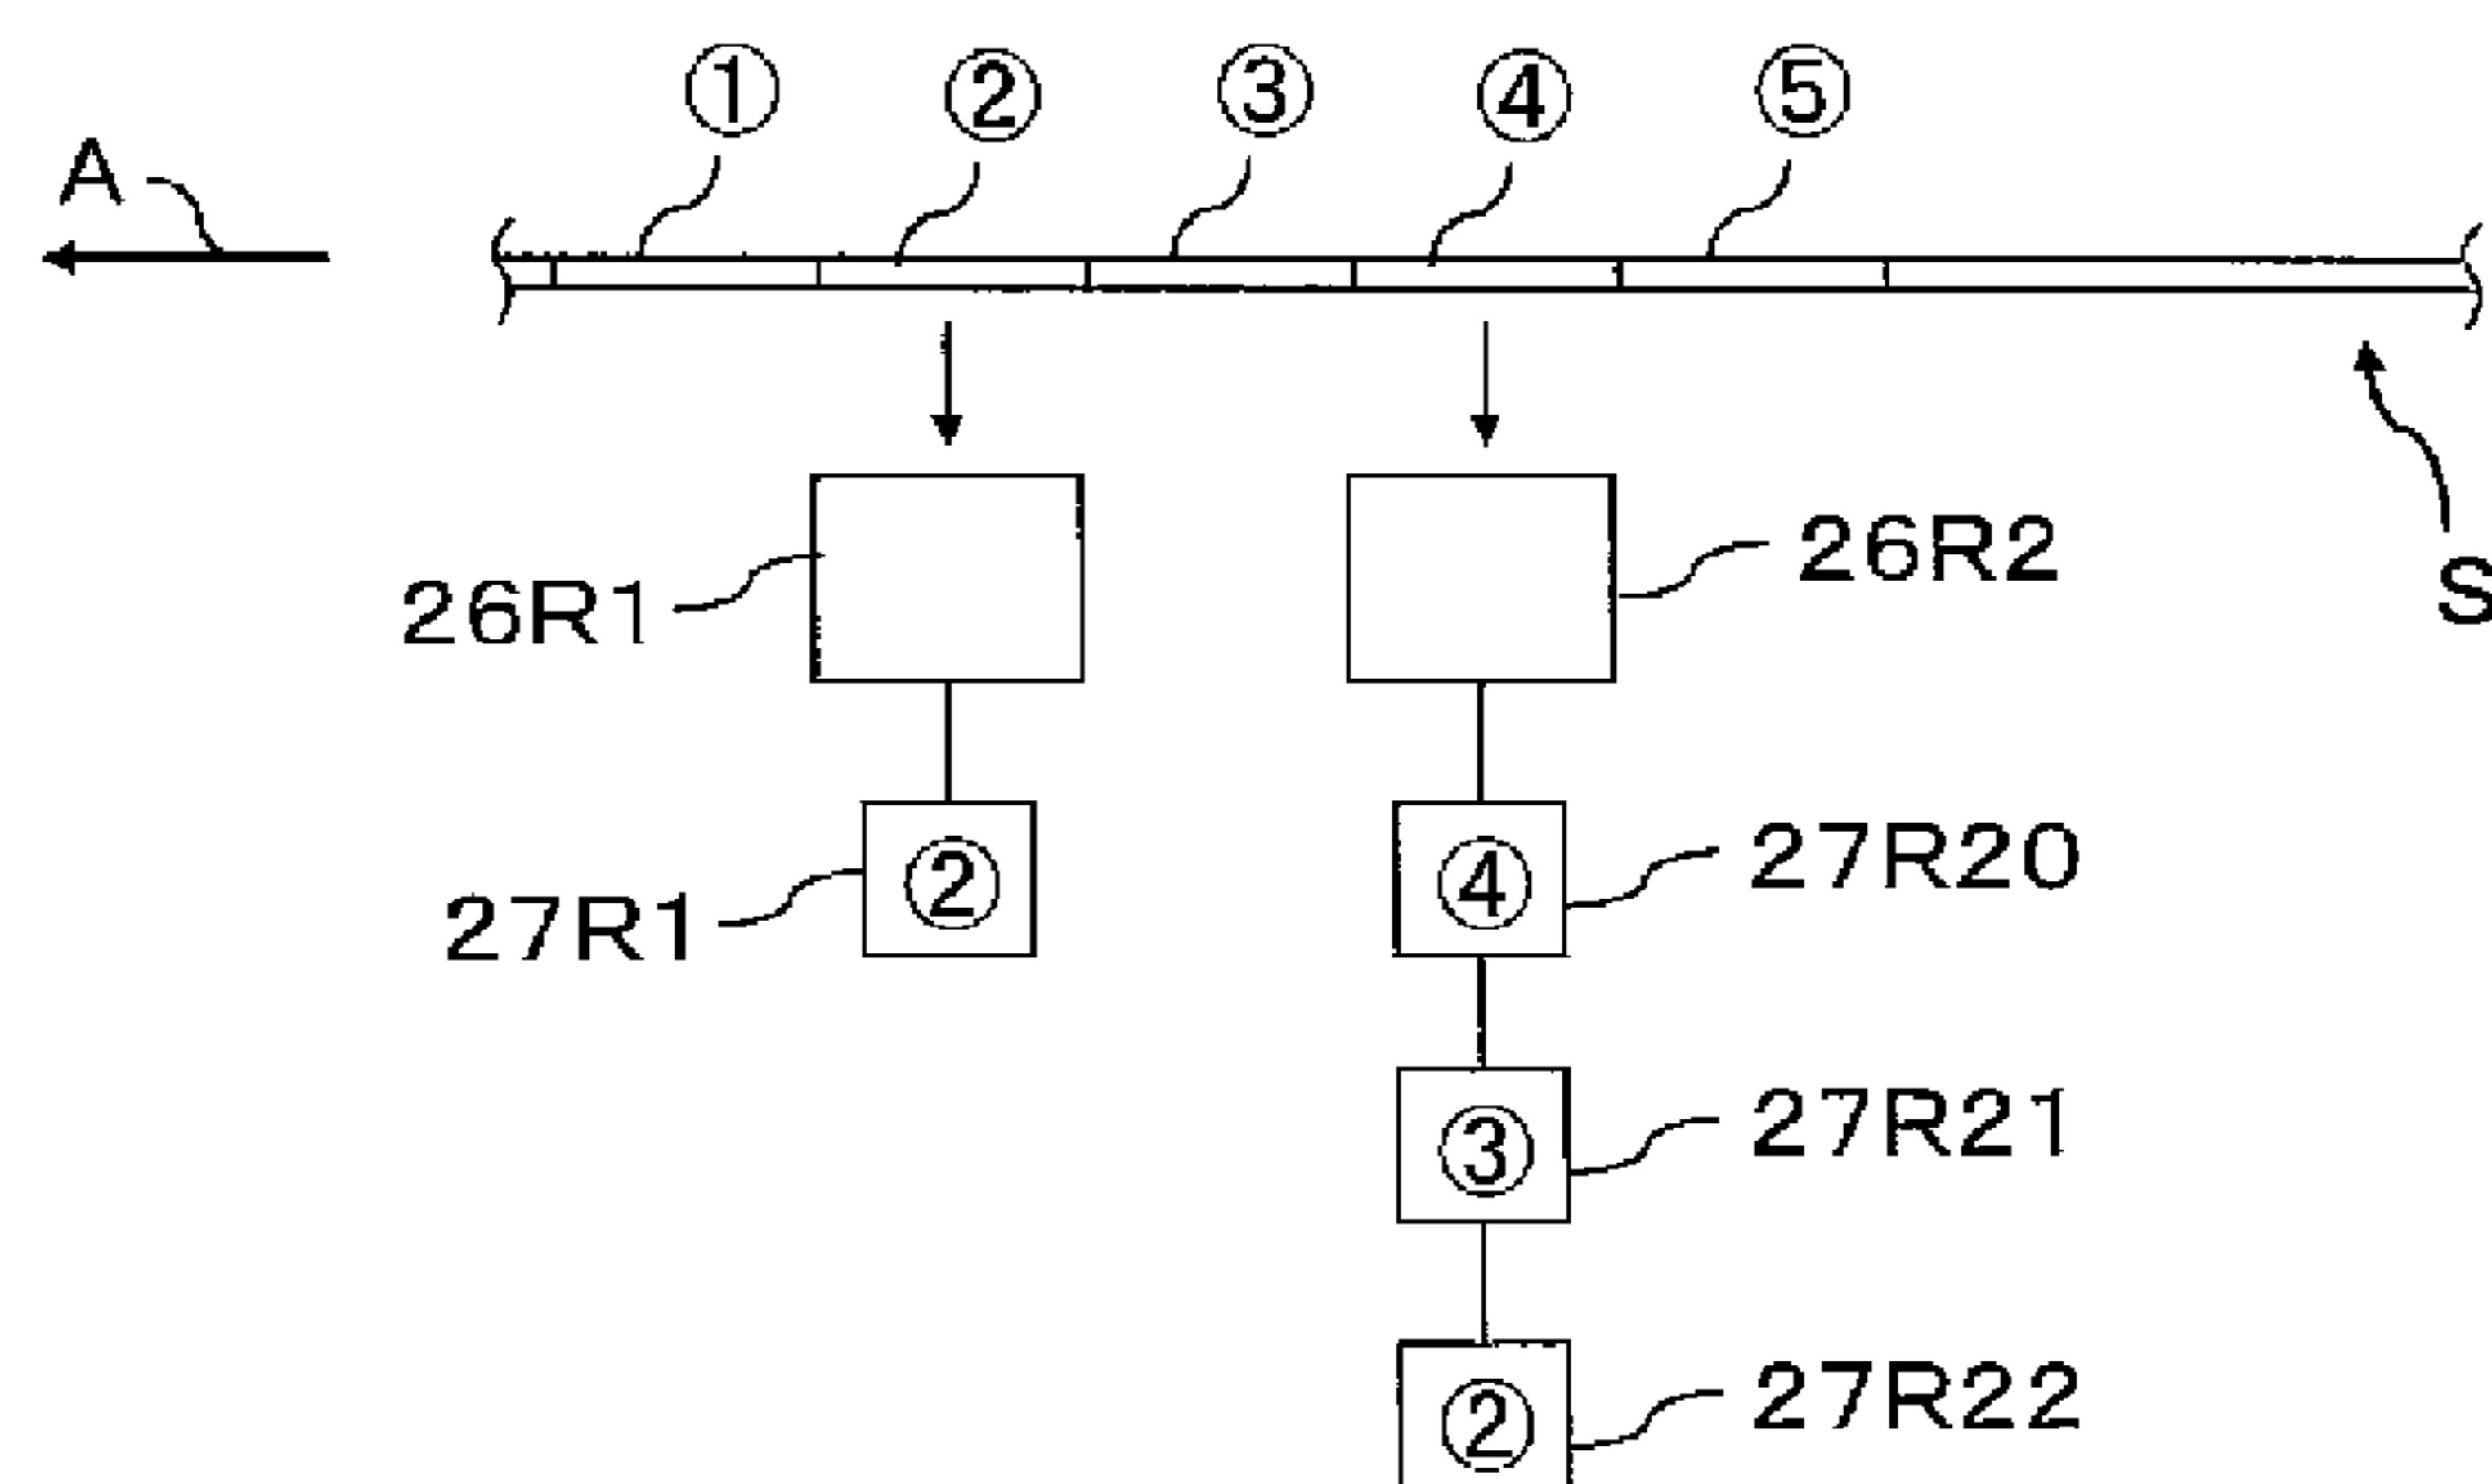 ① ② ③ ④ ⑤
A
26R1
26R2
S
27R1
②
④
27R20
③
27R21
②
27R22